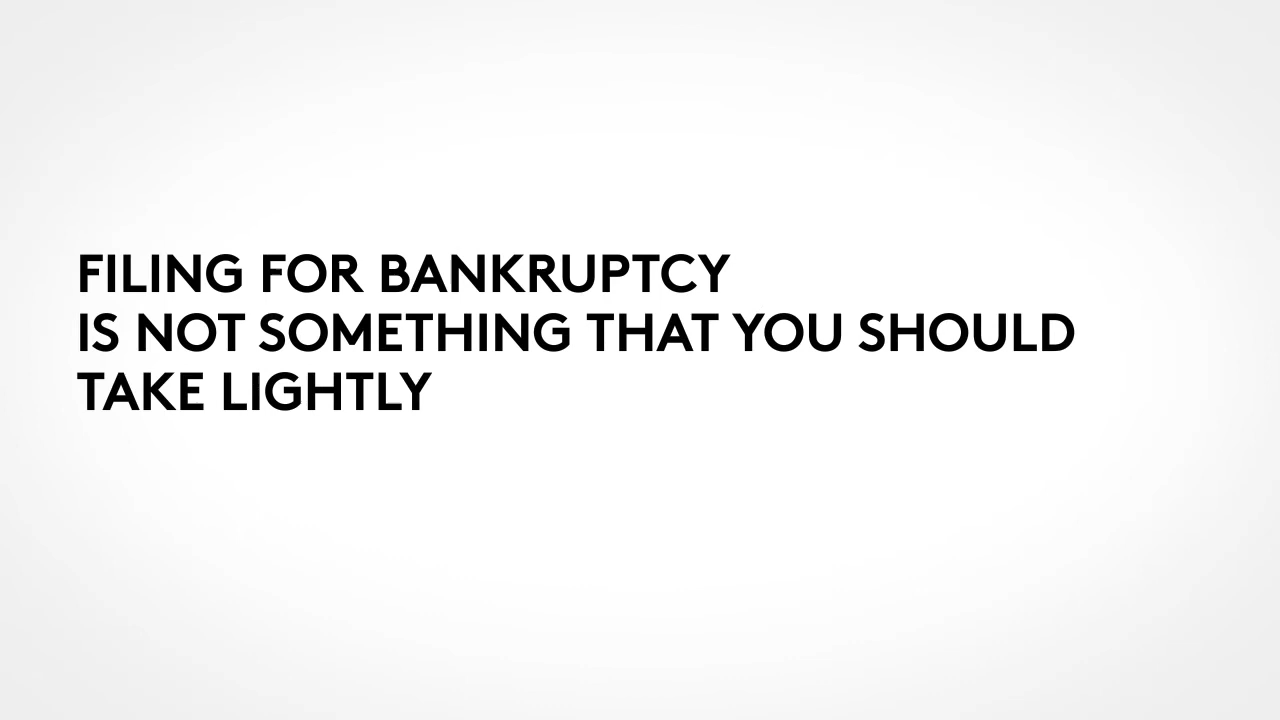 FILING FOR BANKRUPTCY
IS NOT SOMETHING THAT YOU SHOULD
TAKE LIGHTLY